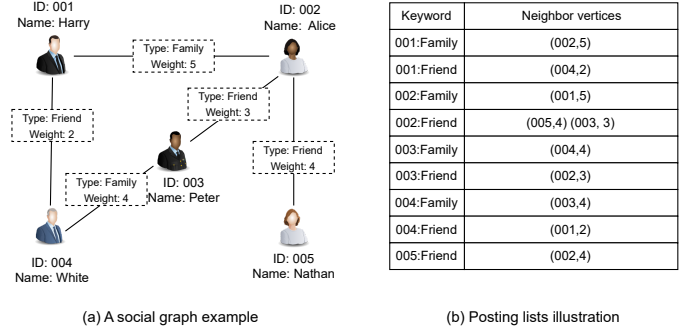 ID: 001
Name: Harry
ID: 002
Name: Alice
Type: Family
Weight: 5
Type: Friend
Weight: 3
Type: Friend
Weight: 2
Type: Friend
Weight: 4
Type: Family
Weight: 4
ID: 003
Name: Peter
ID: 004
Name: White
ID: 005
Name: Nathan
(a) A social graph example
Keyword Neighbor vertices
001:Family (002,5)
001:Friend (004,2)
002:Family (001,5)
002:Friend (005,4) (003, 3)
003:Family (004,4)
003:Friend (002,3)
004:Family (003,4)
004:Friend (001,2)
005:Friend (002,4)
(b) Posting lists illustration